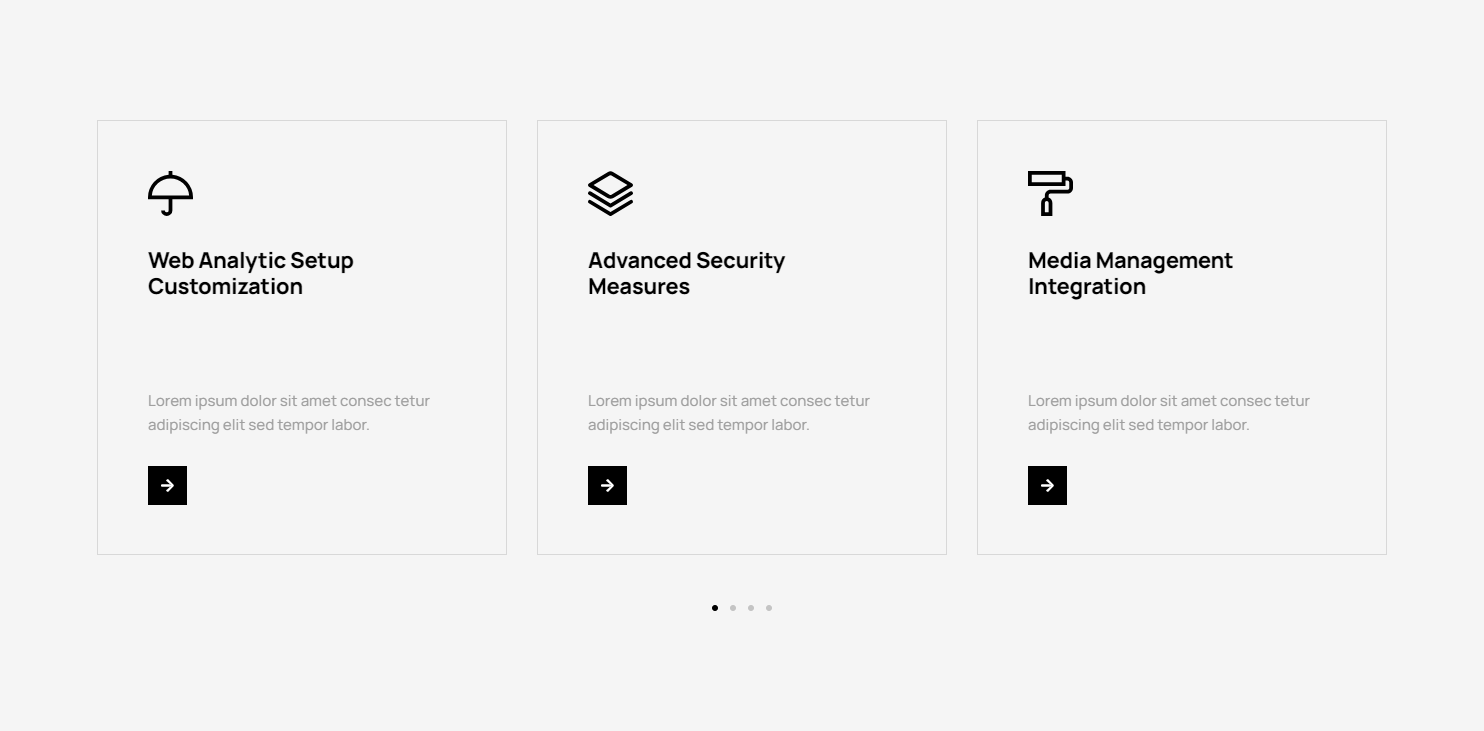 Web Analytic Setup
Customization
Lorem ipsum dolor sit amet consec tetur
adipiscing elit sed tempor labor.
Advanced Security
Measures
Lorem ipsum dolor sit amet consec tetur
adipiscing elit sed tempor labor.
Media Management
Integration
Lorem ipsum dolor sit amet consec tetur
adipiscing elit sed tempor labor.